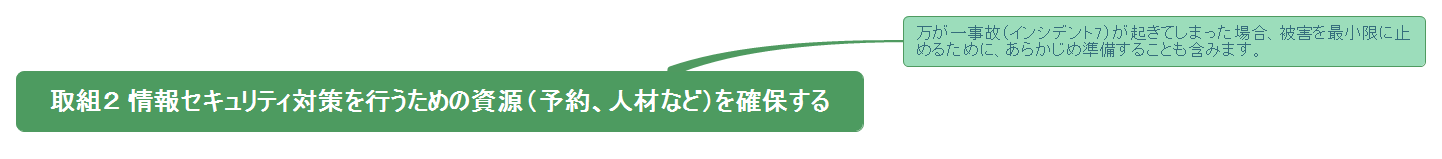 万が一事故（インシデント7）が起きてしまった場合、被害を最小限に止
めるために、あらかじめ準備することも含みます。
取組２ 情報セキュリティ対策を行うための資源（予約、人材など）を確保する